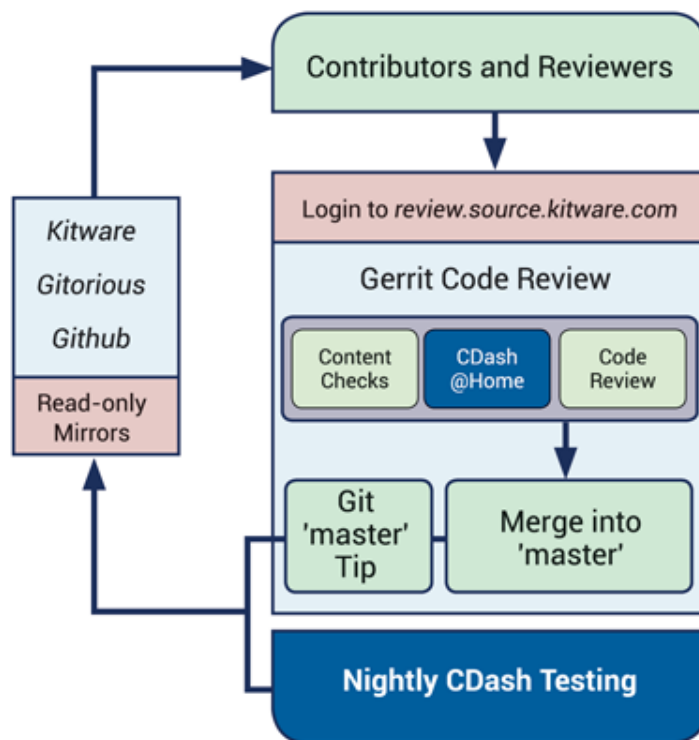 Contributors and Reviewers
Login to review.source.kitware.com
Gerrit Code Review
Content
Checks
CDash
@Home
Code
Review
Git
'master'
Tip
Merge into
'master'
Nightly CDash Testing
Kitware
Gitorious
Github
Read-only
Mirrors